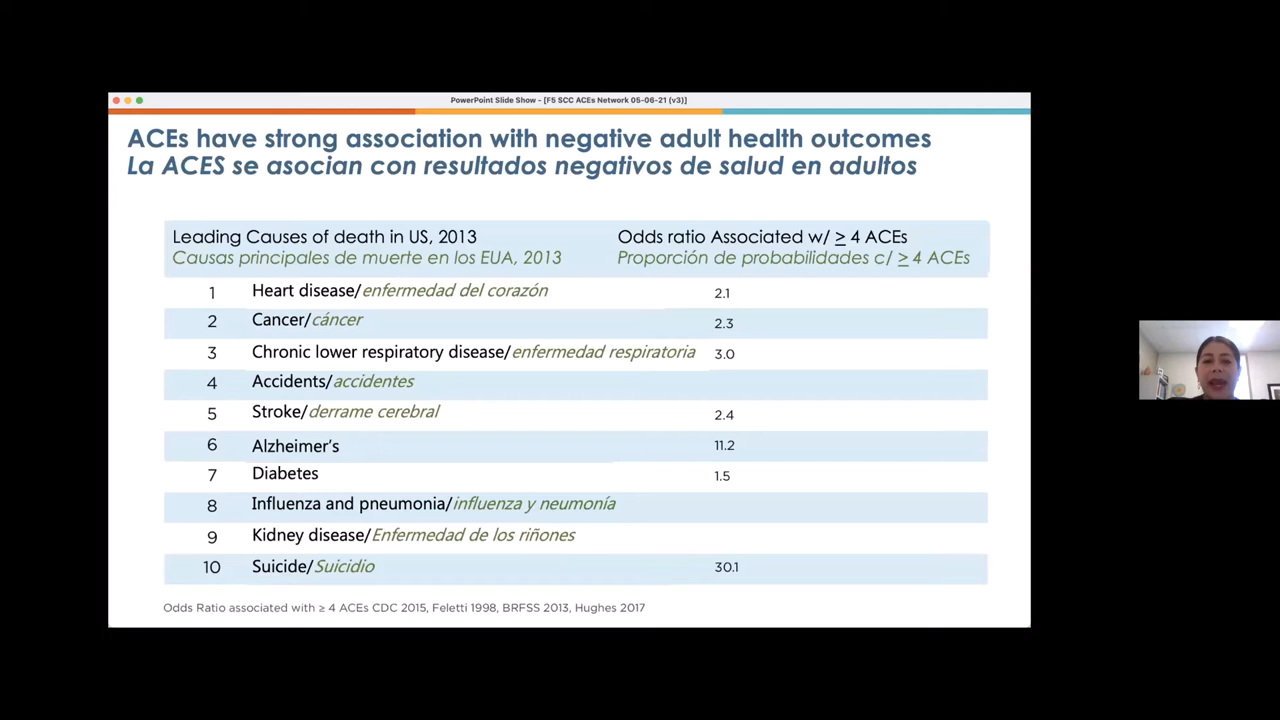 PowerPoint Slide Show - [F5 SCC ACEs Network 05-06-21 (v3)]
ACEs have strong association with negative adult health outcomes
La ACES se asocian con resultados negativos de salud en adultos
Leading Causes of death in US, 2013 Odds ratio Associated w/ ≥ 4 ACEs
Causas principales de muerte en los EUA, 2013 Proporción de probabilidades c/ ≥ 4 ACEs
1 Heart disease/enfermedad del corazón 2.1
2 Cancer/cáncer 2.3
3 Chronic lower respiratory disease/enfermedad respiratoria 3.0
4 Accidents/accidentes
5 Stroke/derrame cerebral 2.4
6 Alzheimer's 11.2
7 Diabetes 1.5
8 Influenza and pneumonia/influenza y neumonía
9 Kidney disease/Enfermedad de los riñones
10 Suicide/Suicidio 30.1
Odds Ratio associated with ≥ 4 ACEs CDC 2015, Feletti 1998, BRFSS 2013, Hughes 2017